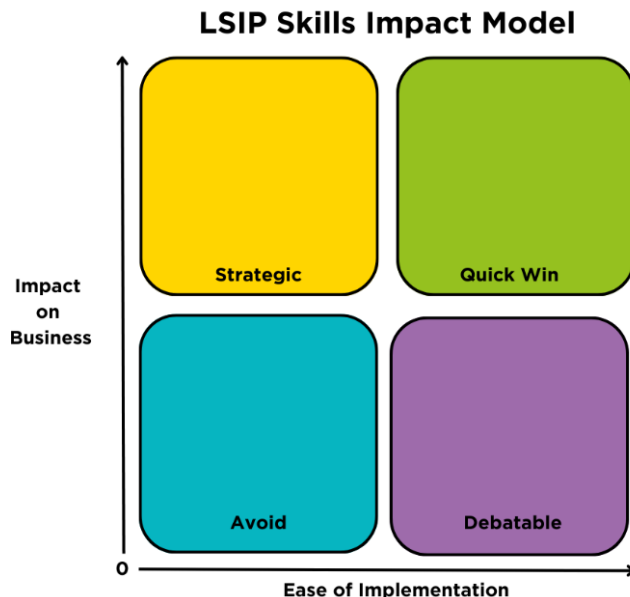 LSIP Skills Impact Model
Strategic
Quick Win
Impact
on
Business
Avoid
Debatable
0
Ease of Implementation